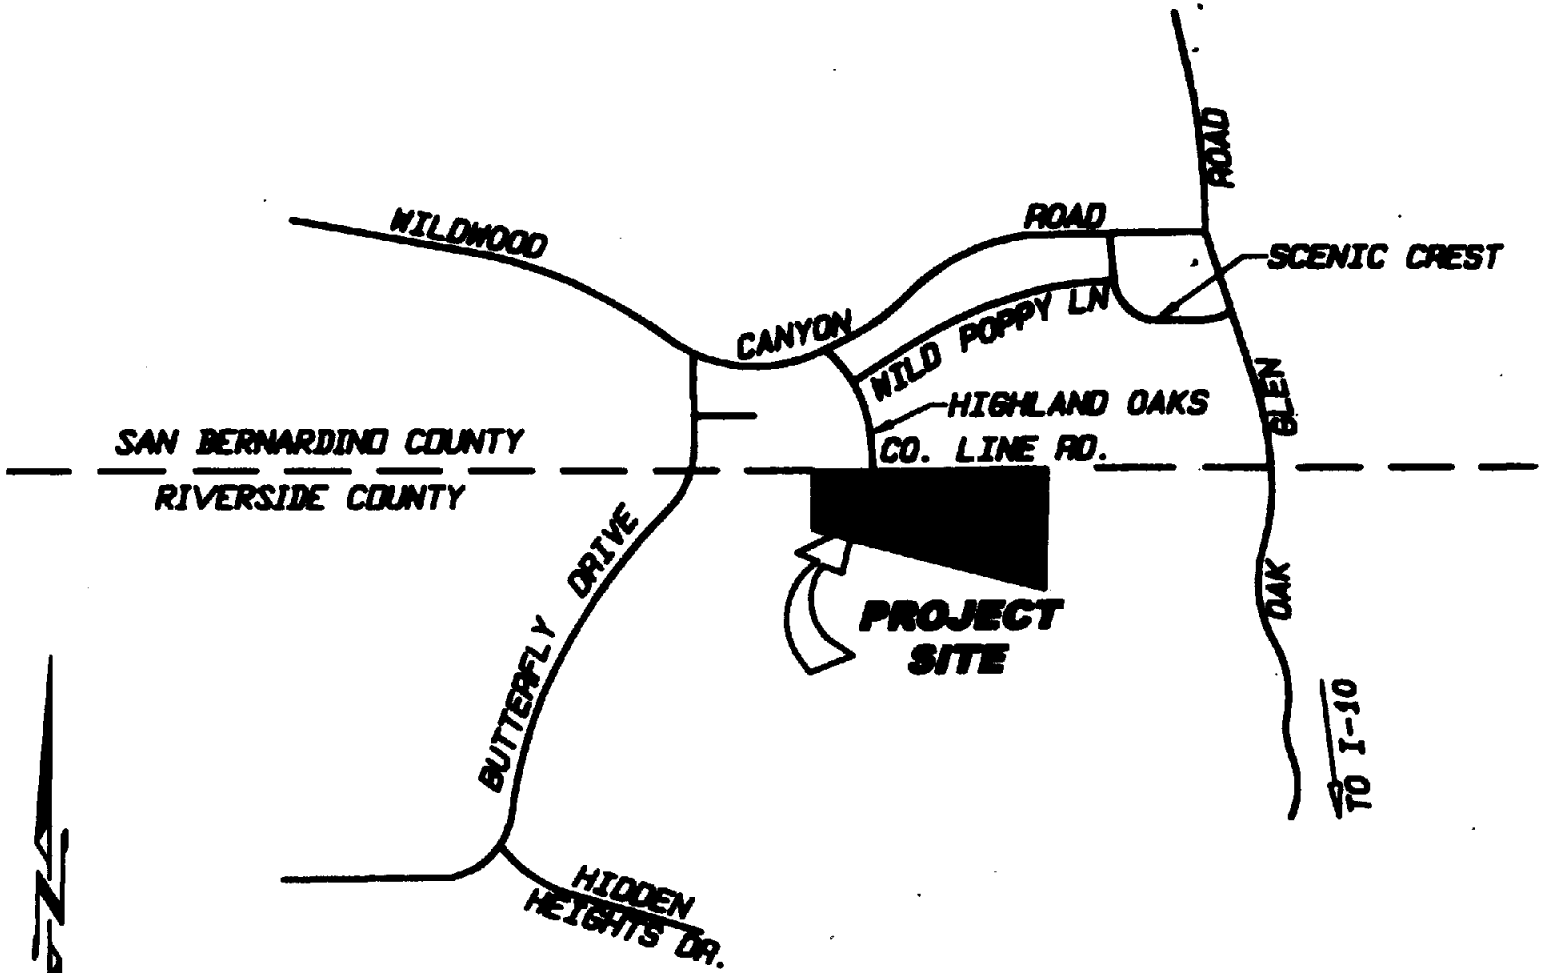 ROAD
WILDWOOD
ROAD
SCENIC CREST
CANYON
WILD POPPY LN
GLEN
HIGHLAND OAKS
SAN BERNARDINO COUNTY
CO. LINE RD.
RIVERSIDE COUNTY
BUTTERFLY DRIVE
OAK
PROJECT
SITE
TO I-10
HIDDEN
HEIGHTS DR.
N